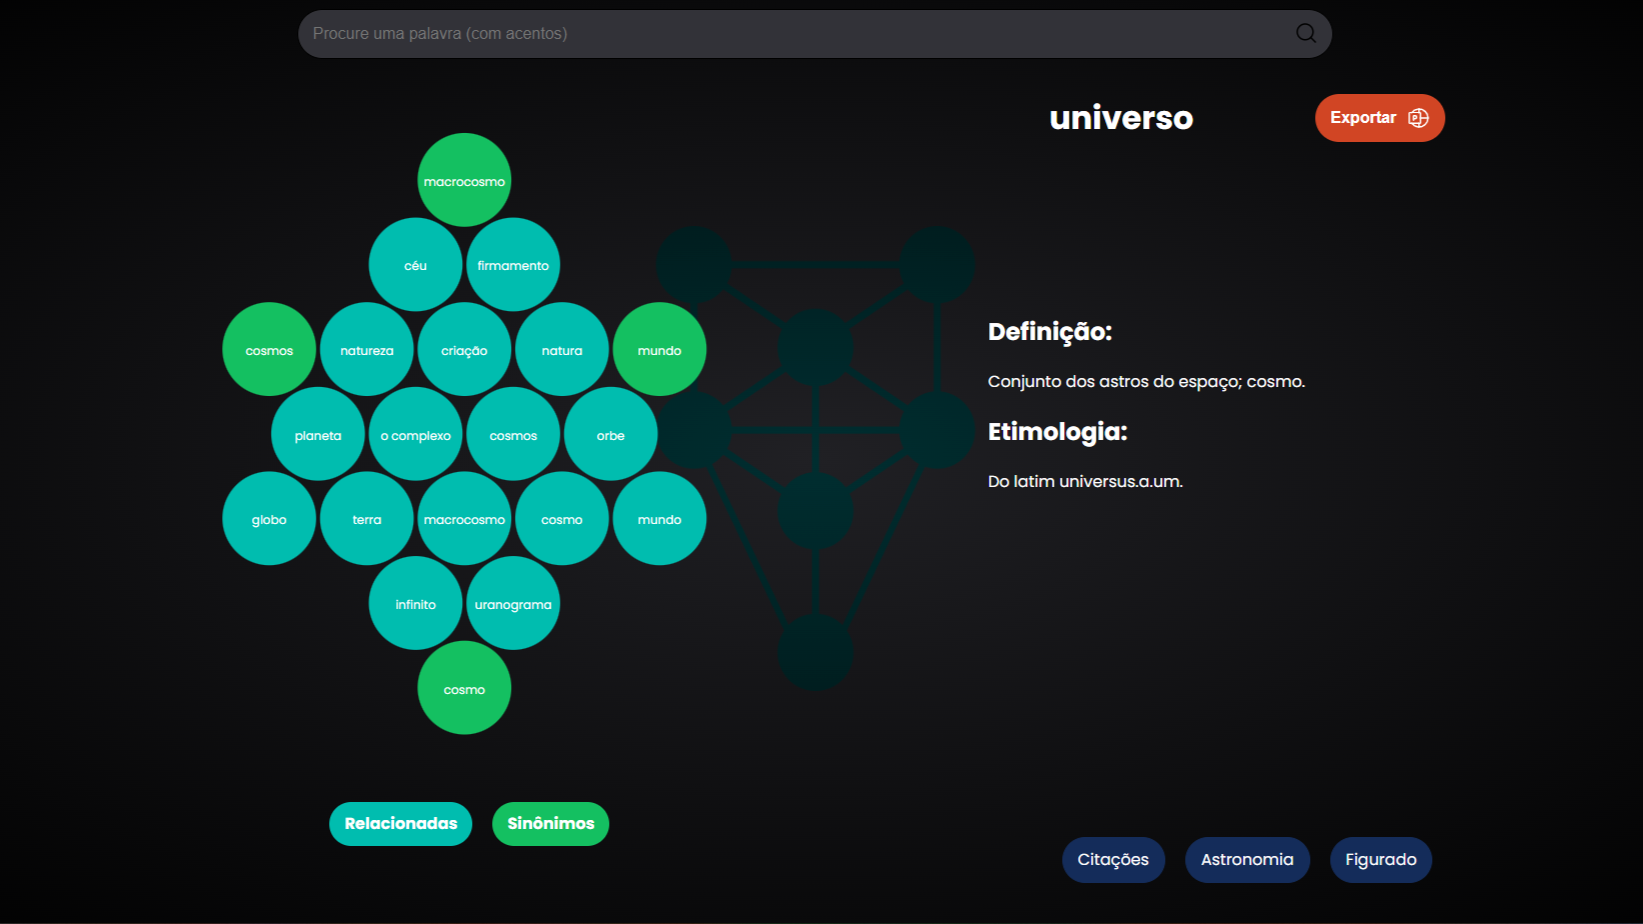 Procure uma palavra (com acentos)
universo
Exportar
macrocosmo
céu firmamento
cosmos natureza criação natura mundo
planeta o complexo cosmos orbe
globo terra macrocosmo cosmo mundo
infinito uranograma
cosmo
Relacionadas Sinônimos
Definição:
Conjunto dos astros do espaço; cosmo.
Etimologia:
Do latim universus.a.um.
Citações Astronomia Figurado